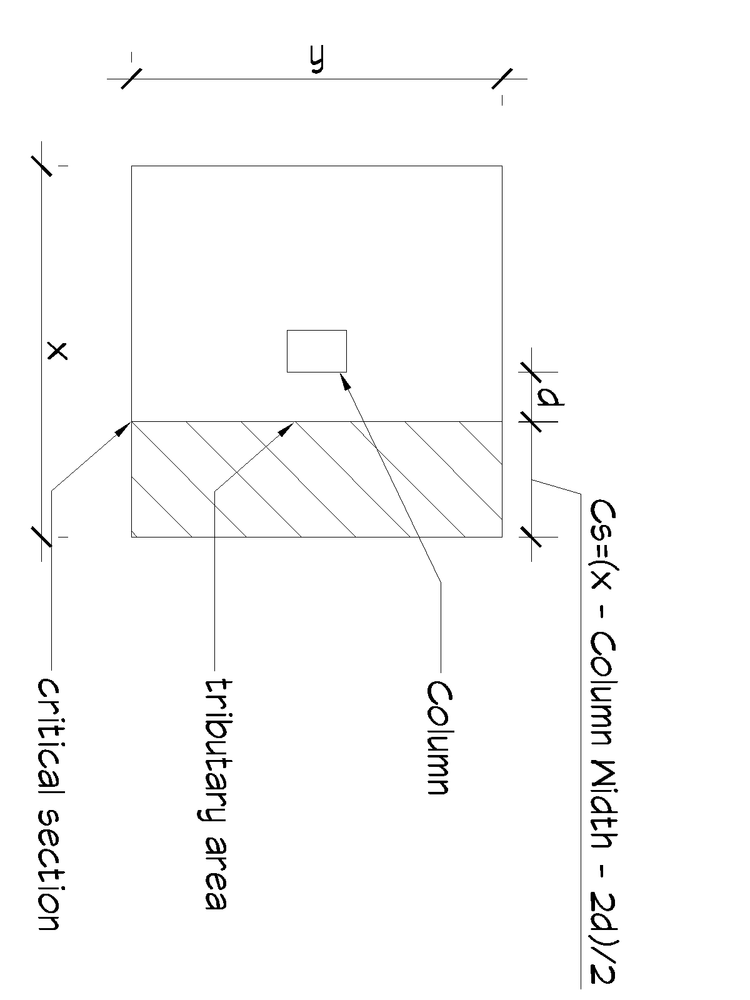 Cs=(x - Column Width - 2d)/2
d
Column
y
tributary area
x
critical section